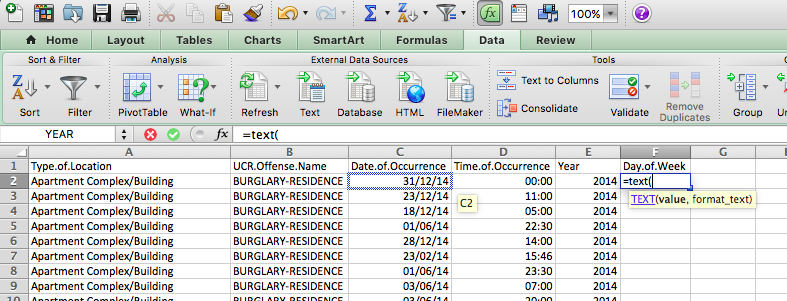 100%
Home Layout Tables Charts SmartArt Formulas Data Review
Sort & Filter Analysis External Data Sources Tools
Sort Filter PivotTable What-If Refresh Text Database HTML FileMaker Text to Columns Consolidate Validate Remove Duplicates Group
YEAR fx =text(
A B C D E F G
1 Type.of.Location UCR.Offense.Name Date.of.Occurrence Time.of.Occurrence Year Day.of.Week
2 Apartment Complex/Building BURGLARY-RESIDENCE 31/12/14 00:00 2014 =text(
TEXT(value, format_text)
3 Apartment Complex/Building BURGLARY-RESIDENCE 23/12/14 11:00 2014
C2
4 Apartment Complex/Building BURGLARY-RESIDENCE 18/12/14 05:00 2014
5 Apartment Complex/Building BURGLARY-RESIDENCE 01/06/14 22:30 2014
6 Apartment Complex/Building BURGLARY-RESIDENCE 28/12/14 14:00 2014
7 Apartment Complex/Building BURGLARY-RESIDENCE 23/02/14 15:46 2014
8 Apartment Complex/Building BURGLARY-RESIDENCE 01/06/14 23:30 2014
9 Apartment Complex/Building BURGLARY-RESIDENCE 03/06/14 07:00 2014
10 Apartment Complex/Building BURGLARY-RESIDENCE 03/06/14 20:00 2014